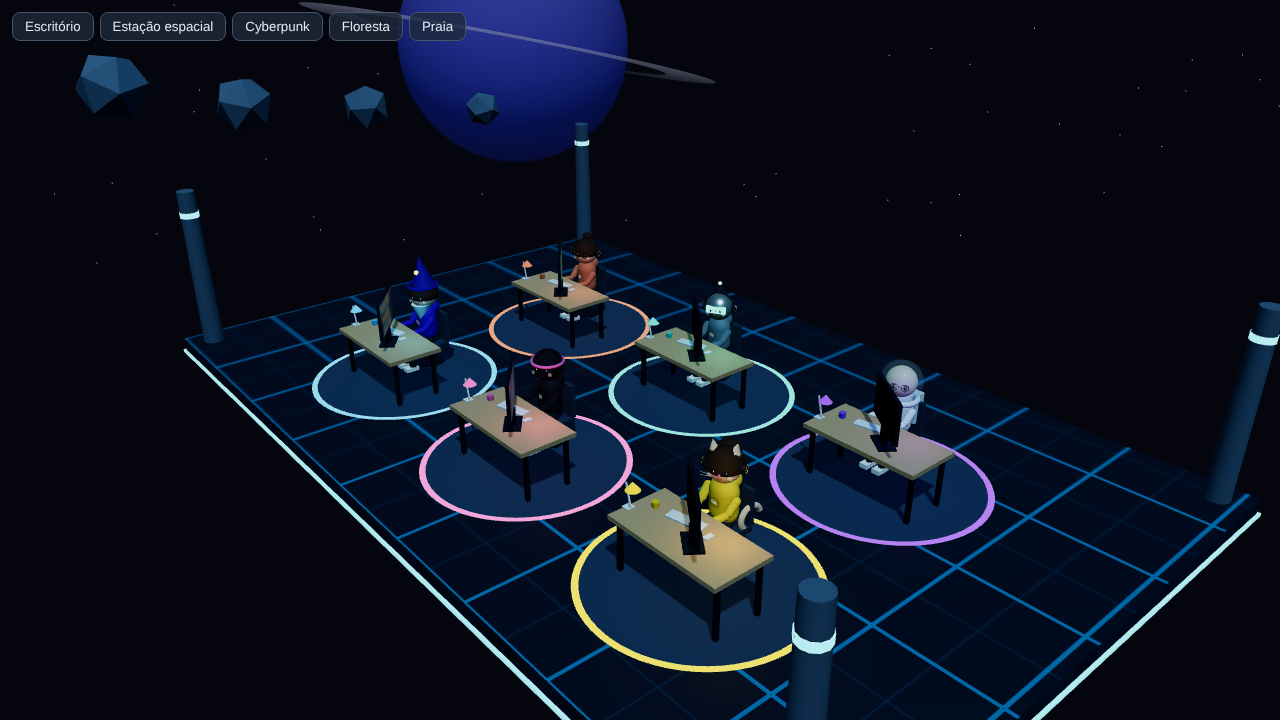 Escritório
Estação espacial
Cyberpunk
Floresta
Praia